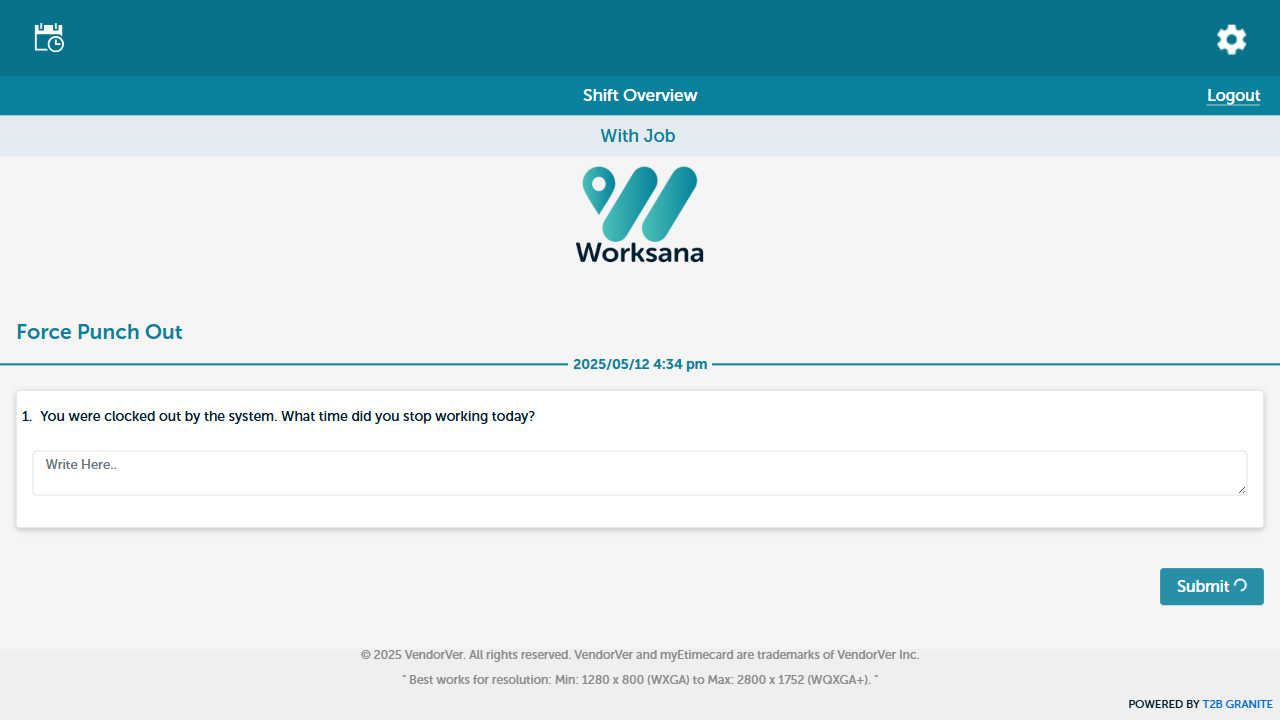 Shift Overview
Logout
With Job
Worksana
Force Punch Out
2025/05/12 4:34 pm
1. You were clocked out by the system. What time did you stop working today?
Write Here..
Submit
© 2025 VendorVer. All rights reserved. VendorVer and myEtimecard are trademarks of VendorVer Inc.
" Best works for resolution: Min: 1280 x 800 (WXGA) to Max: 2800 x 1752 (WQXGA+). "
POWERED BY T2B GRANITE